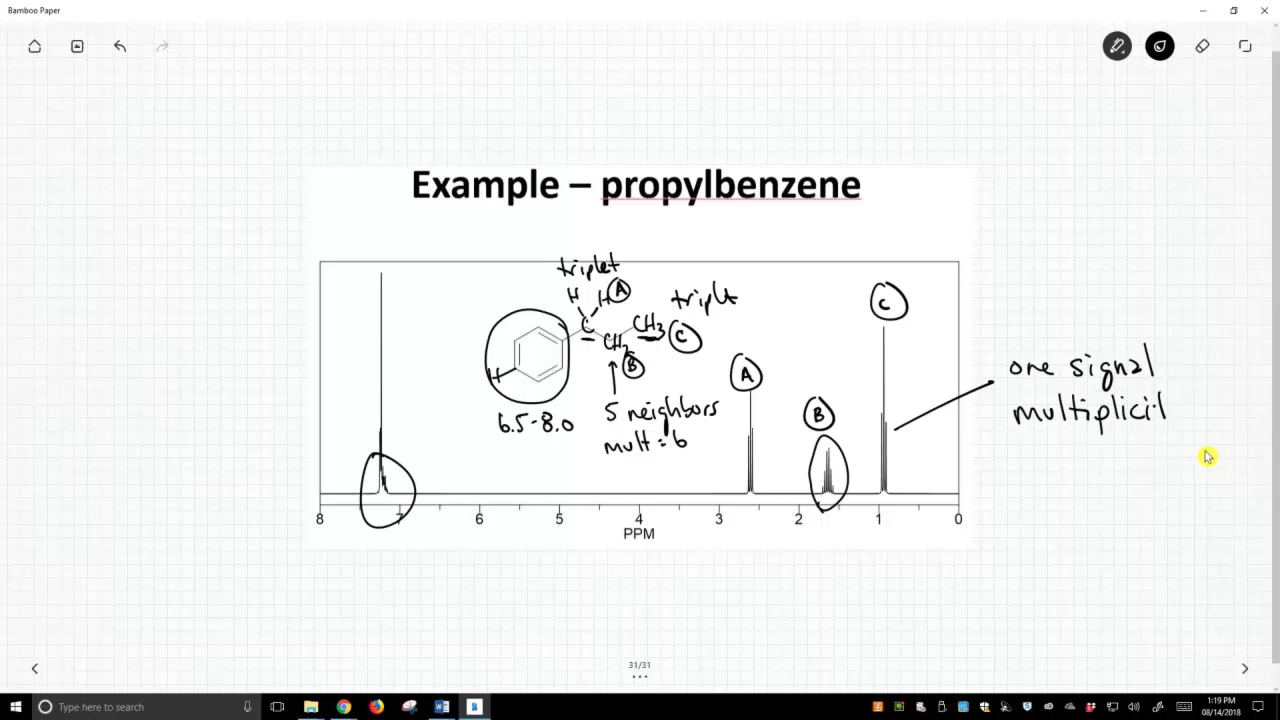 Bamboo Paper
Example – propylbenzene
triplet
H H A
triplt
C
CH3 C
CH2
B
H
6.5-8.0
5 neighbors
mult = 6
A
B
C
one signal
multiplicit
8 7 6 5 4 3 2 1 0
PPM
31/31
Type here to search
1:19 PM
08/14/2018